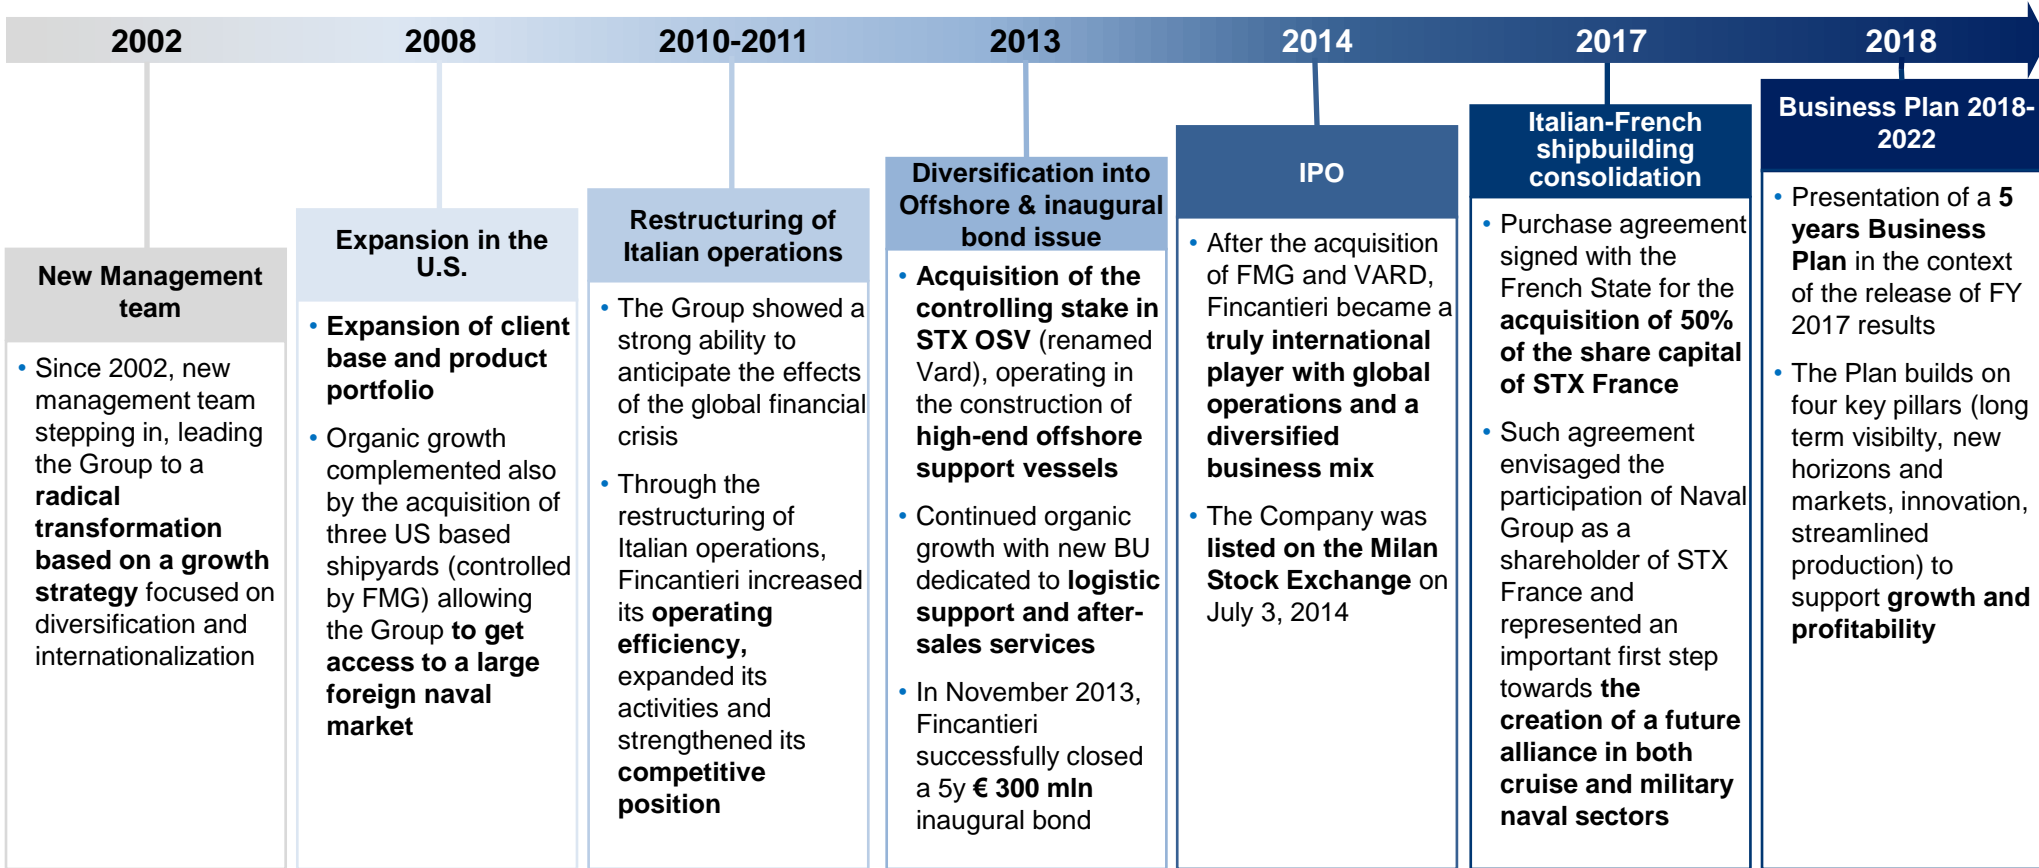 2002
2008
2010-2011
2013
2014
2017
2018
New Management
team
• Since 2002, new
management team
stepping in, leading
the Group to a
radical
transformation
based on a growth
strategy focused on
diversification and
internationalization
Expansion in the
U.S.
• Expansion of client
base and product
portfolio
• Organic growth
complemented also
by the acquisition of
three US based
shipyards (controlled
by FMG) allowing
the Group to get
access to a large
foreign naval
market
Restructuring of
Italian operations
• The Group showed a
strong ability to
anticipate the effects
of the global financial
crisis
• Through the
restructuring of
Italian operations,
Fincantieri increased
its operating
efficiency,
expanded its
activities and
strengthened its
competitive
position
Diversification into
Offshore & inaugural
bond issue
• Acquisition of the
controlling stake in
STX OSV (renamed
Vard), operating in
the construction of
high-end offshore
support vessels
• Continued organic
growth with new BU
dedicated to logistic
support and after-
sales services
• In November 2013,
Fincantieri
successfully closed
a 5y € 300 mln
inaugural bond
IPO
• After the acquisition
of FMG and VARD,
Fincantieri became a
truly international
player with global
operations and a
diversified
business mix
• The Company was
listed on the Milan
Stock Exchange on
July 3, 2014
Italian-French
shipbuilding
consolidation
• Purchase agreement
signed with the
French State for the
acquisition of 50%
of the share capital
of STX France
• Such agreement
envisaged the
participation of Naval
Group as a
shareholder of STX
France and
represented an
important first step
towards the
creation of a future
alliance in both
cruise and military
naval sectors
Business Plan 2018-
2022
• Presentation of a 5
years Business
Plan in the context
of the release of FY
2017 results
• The Plan builds on
four key pillars (long
term visibilty, new
horizons and
markets, innovation,
streamlined
production) to
support growth and
profitability